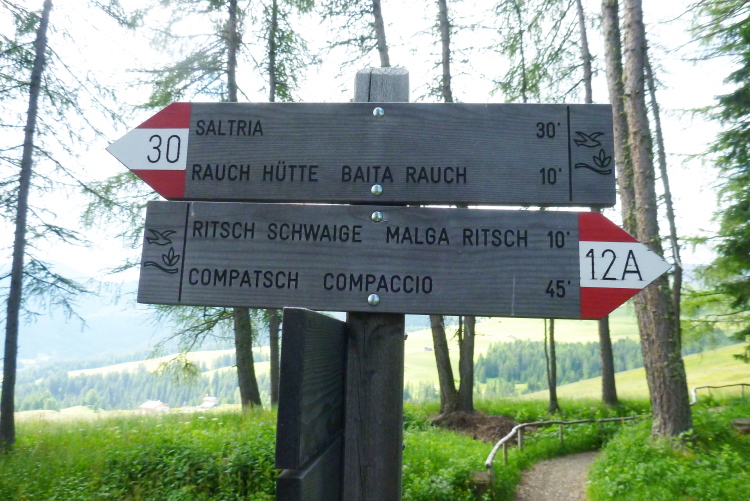 30
SALTRIA 30'
RAUCH HÜTTE BAITA RAUCH 10'
RITSCH SCHWAIGE MALGA RITSCH 10'
COMPATSCH COMPACCIO 45'
12A